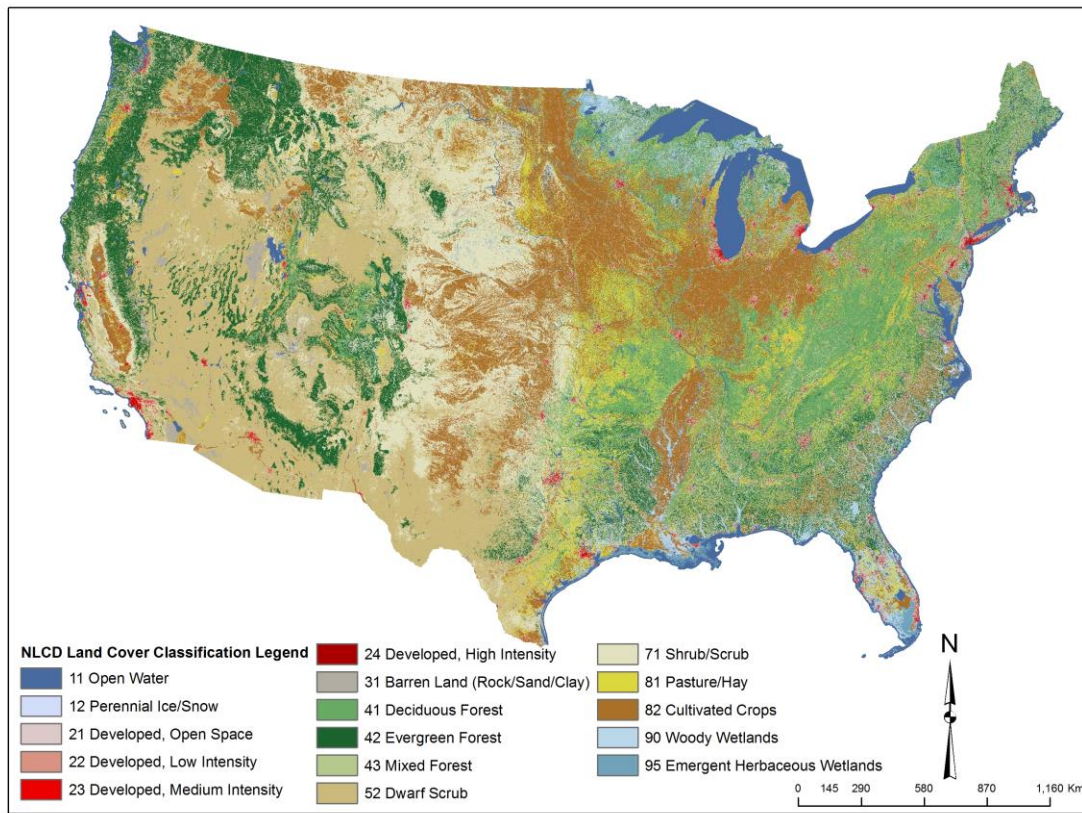 N
NLCD Land Cover Classification Legend
11 Open Water
12 Perennial Ice/Snow
21 Developed, Open Space
22 Developed, Low Intensity
23 Developed, Medium Intensity
24 Developed, High Intensity
31 Barren Land (Rock/Sand/Clay)
41 Deciduous Forest
42 Evergreen Forest
43 Mixed Forest
52 Dwarf Scrub
71 Shrub/Scrub
81 Pasture/Hay
82 Cultivated Crops
90 Woody Wetlands
95 Emergent Herbaceous Wetlands
0 145 290 580 870 1,160 Km